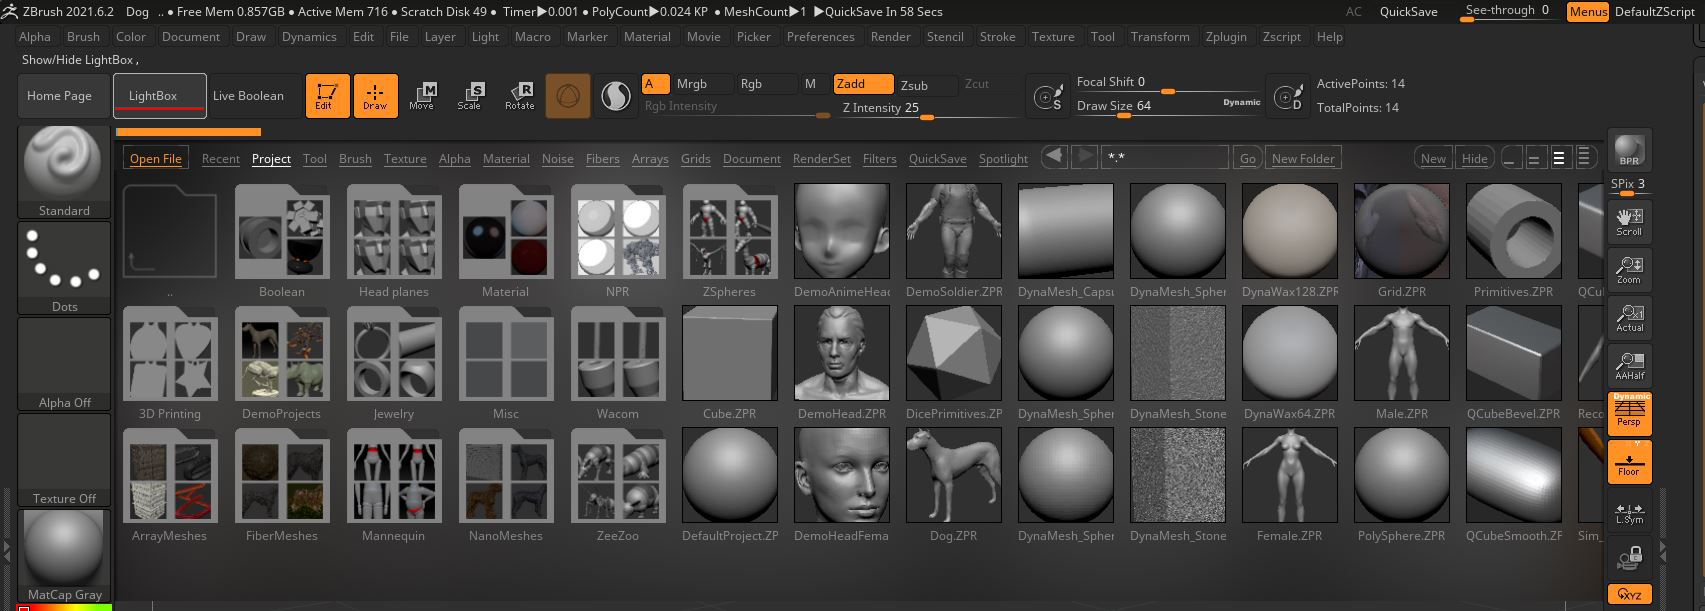 ZBrush 2021.6.2 Dog .. • Free Mem 0.857GB • Active Mem 716 • Scratch Disk 49 • Timer▶0.001 • PolyCount▶0.024 KP • MeshCount▶1 ▶QuickSave In 58 Secs AC QuickSave See-through 0 Menus DefaultZScript
Alpha Brush Color Document Draw Dynamics Edit File Layer Light Macro Marker Material Movie Picker Preferences Render Stencil Stroke Texture Tool Transform Zplugin Zscript Help
Show/Hide LightBox ,
Home Page LightBox Live Boolean Edit Draw Move Scale Rotate A Mrgb Rgb M Zadd Zsub Zcut Focal Shift 0 ActivePoints: 14
Rgb Intensity Z Intensity 25 S Draw Size 64 Dynamic D TotalPoints: 14
Open File Recent Project Tool Brush Texture Alpha Material Noise Fibers Arrays Grids Document RenderSet Filters QuickSave Spotlight *.* Go New Folder New Hide
BPR
SPix 3
Standard
Scroll
.. Boolean Head planes Material NPR ZSpheres DemoAnimeHead DemoSoldier.ZPR DynaMesh_Capsu DynaMesh_Spher DynaWax128.ZPR Grid.ZPR Primitives.ZPR QCu
Zoom
Dots
Actual
AAHalf
Alpha Off
3D Printing DemoProjects Jewelry Misc Wacom Cube.ZPR DemoHead.ZPR DicePrimitives.ZP DynaMesh_Spher DynaMesh_Stone DynaWax64.ZPR Male.ZPR QCubeBevel.ZPR Reco
Dynamic
Persp
Floor
Texture Off
L.Sym
ArrayMeshes FiberMeshes Mannequin NanoMeshes ZeeZoo DefaultProject.ZP DemoHeadFema Dog.ZPR DynaMesh_Spher DynaMesh_Stone Female.ZPR PolySphere.ZPR QCubeSmooth.ZF Sim_
MatCap Gray
XYZ